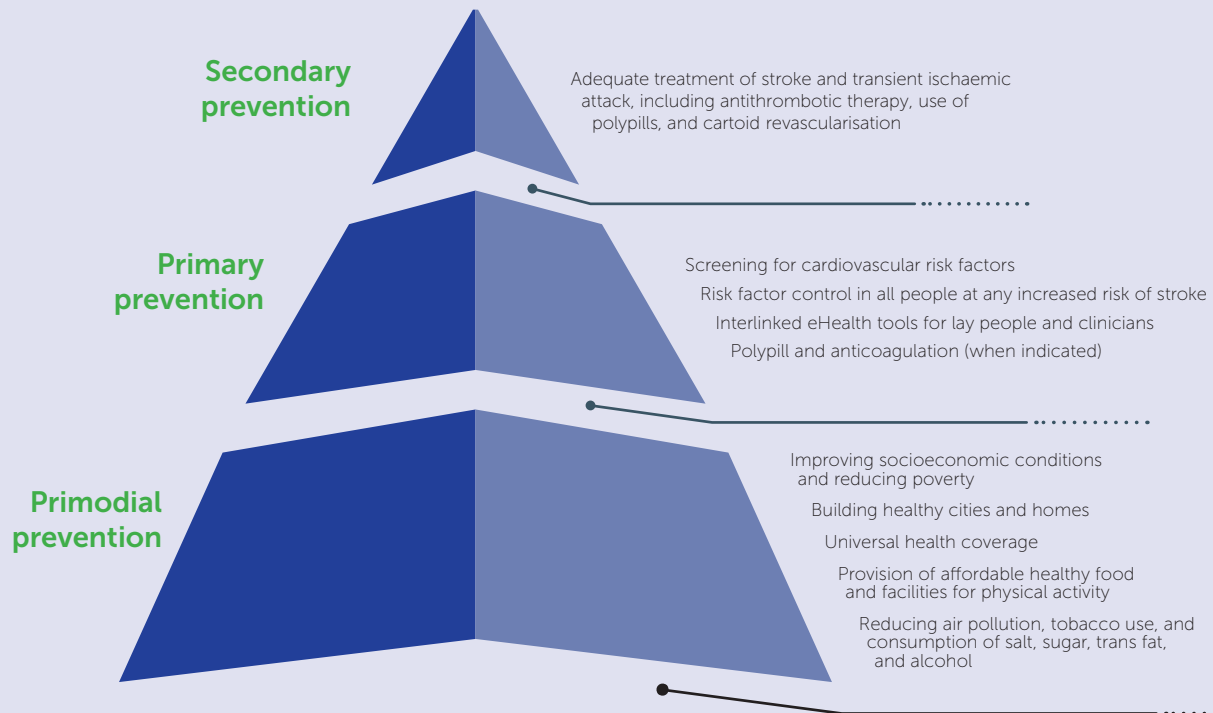 Secondary
prevention
Adequate treatment of stroke and transient ischaemic
attack, including antithrombotic therapy, use of
polypills, and cartoid revascularisation
Primary
prevention
Screening for cardiovascular risk factors
Risk factor control in all people at any increased risk of stroke
Interlinked eHealth tools for lay people and clinicians
Polypill and anticoagulation (when indicated)
Primodial
prevention
Improving socioeconomic conditions
and reducing poverty
Building healthy cities and homes
Universal health coverage
Provision of affordable healthy food
and facilities for physical activity
Reducing air pollution, tobacco use, and
consumption of salt, sugar, trans fat,
and alcohol